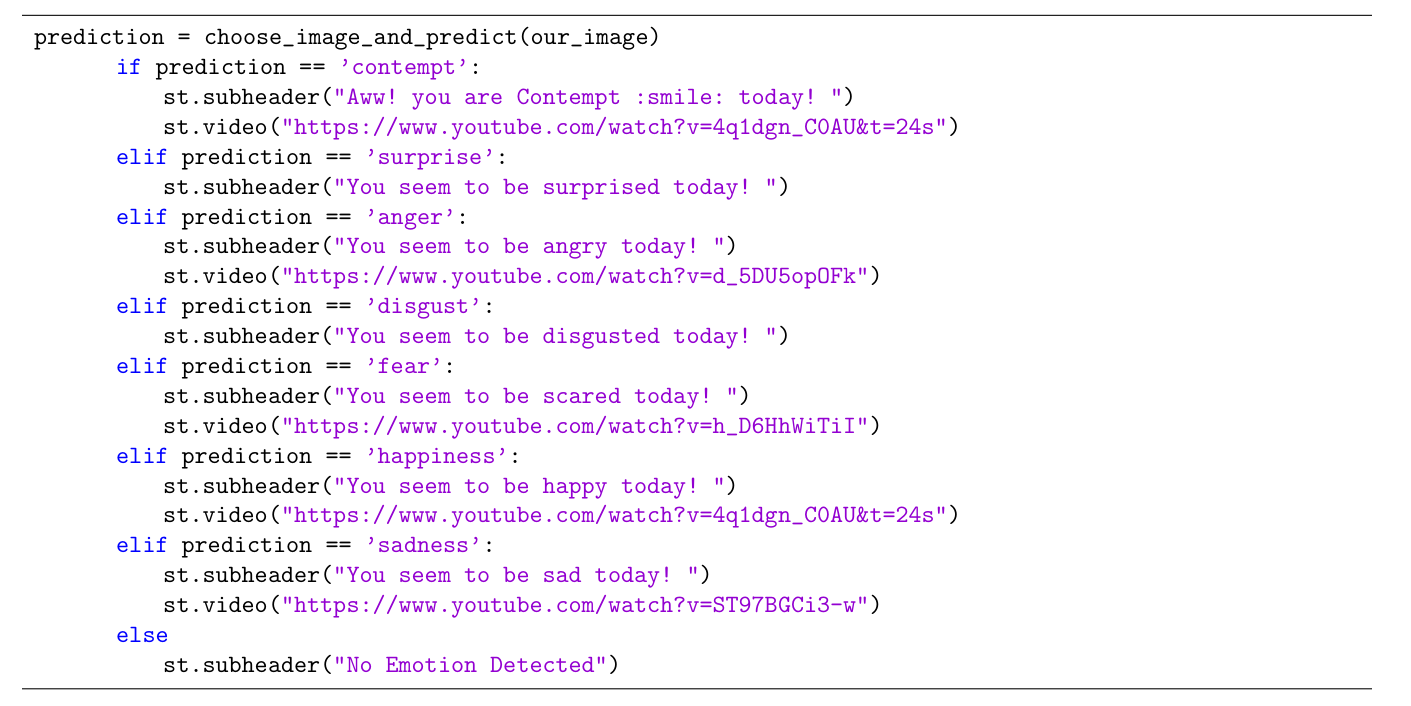 prediction = choose_image_and_predict(our_image)
if prediction == 'contempt':
st.subheader("Aww! you are Contempt :smile: today! ")
st.video("https://www.youtube.com/watch?v=4q1dgn_C0AU&t=24s")
elif prediction == 'surprise':
st.subheader("You seem to be surprised today! ")
elif prediction == 'anger':
st.subheader("You seem to be angry today! ")
st.video("https://www.youtube.com/watch?v=d_5DU5opOFk")
elif prediction == 'disgust':
st.subheader("You seem to be disgusted today! ")
elif prediction == 'fear':
st.subheader("You seem to be scared today! ")
st.video("https://www.youtube.com/watch?v=h_D6HhWiTiI")
elif prediction == 'happiness':
st.subheader("You seem to be happy today! ")
st.video("https://www.youtube.com/watch?v=4q1dgn_C0AU&t=24s")
elif prediction == 'sadness':
st.subheader("You seem to be sad today! ")
st.video("https://www.youtube.com/watch?v=ST97BGCi3-w")
else
st.subheader("No Emotion Detected")